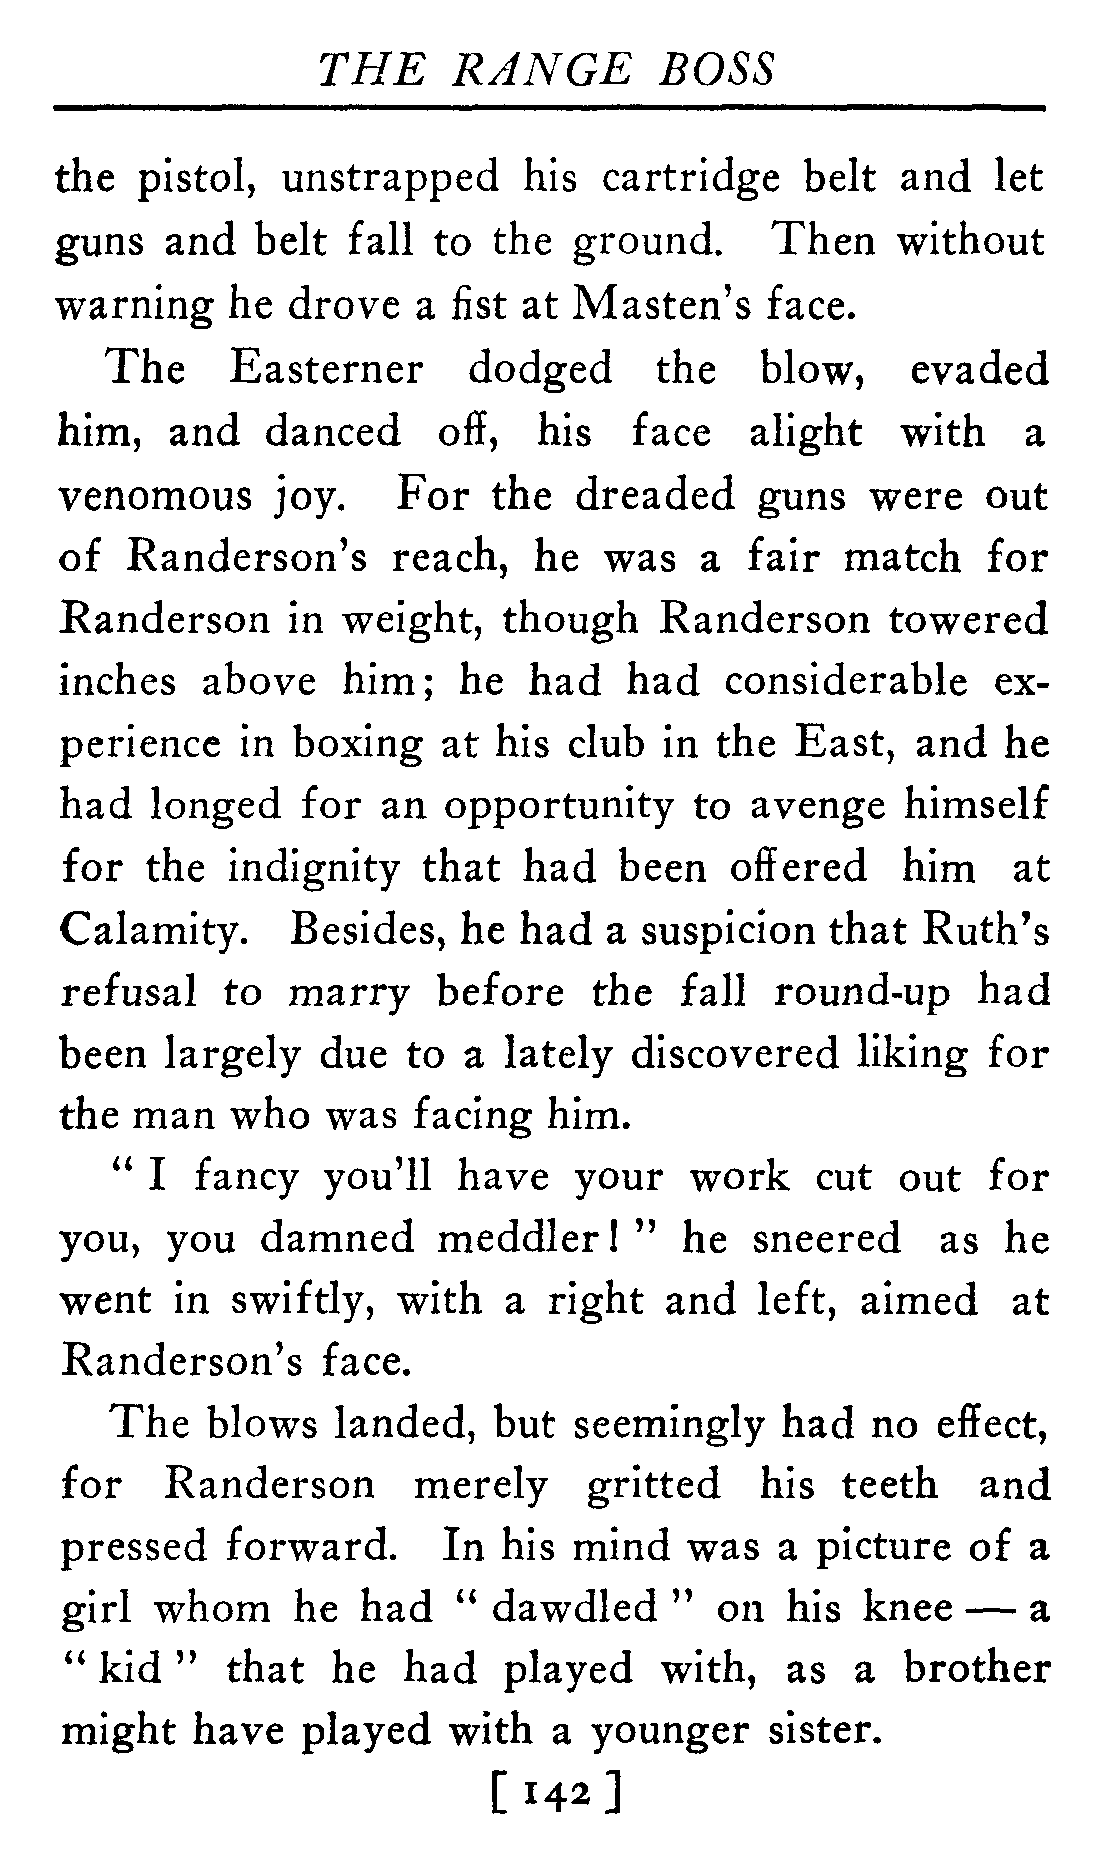 THE RANGE BOSS
the pistol, unstrapped his cartridge belt and let
guns and belt fall to the ground. Then without
warning he drove a fist at Masten's face.
The Easterner dodged the blow, evaded
him, and danced off, his face alight with a
venomous joy. For the dreaded guns were out
of Randerson's reach, he was a fair match for
Randerson in weight, though Randerson towered
inches above him; he had had considerable ex-
perience in boxing at his club in the East, and he
had longed for an opportunity to avenge himself
for the indignity that had been offered him at
Calamity. Besides, he had a suspicion that Ruth's
refusal to marry before the fall round-up had
been largely due to a lately discovered liking for
the man who was facing him.
" I fancy you'll have your work cut out for
you, you damned meddler! " he sneered as he
went in swiftly, with a right and left, aimed at
Randerson's face.
The blows landed, but seemingly had no effect,
for Randerson merely gritted his teeth and
pressed forward. In his mind was a picture of a
girl whom he had " dawdled " on his knee — a
" kid " that he had played with, as a brother
might have played with a younger sister.
[ 142 ]